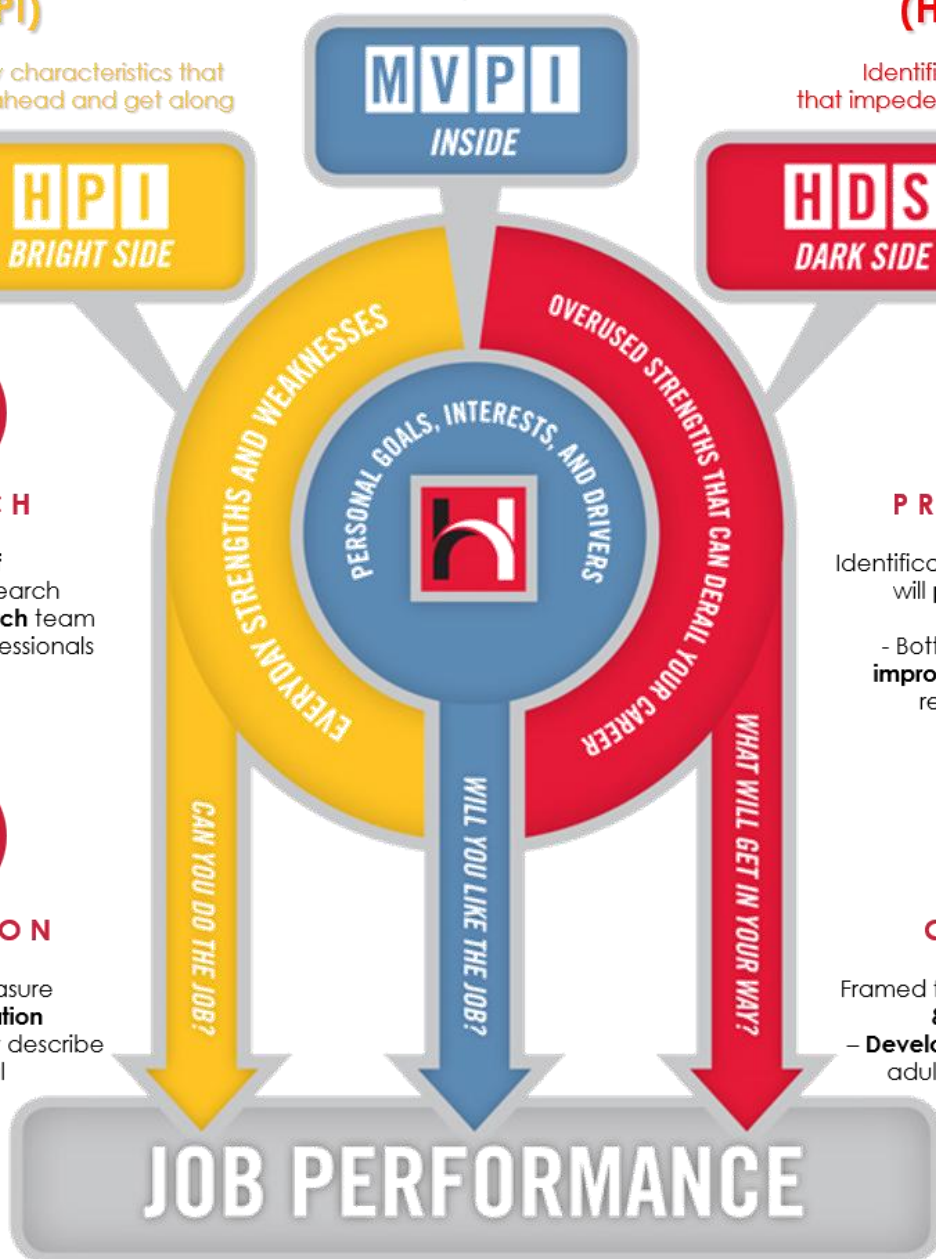 PI)
(H
characteristics that
ahead and get along
Identifi
that impede
MVPI
INSIDE
HPI
BRIGHT SIDE
HDS
DARK SIDE
EVERYDAY STRENGTHS AND WEAKNESSES
OVERUSED STRENGTHS THAT CAN DERAIL YOUR CAREER
PERSONAL GOALS, INTERESTS, AND DRIVERS
CH
earch
ch team
essionals
PR
Identifica
will p
- Bott
impro
re
CAN YOU DO THE JOB?
WILL YOU LIKE THE JOB?
WHAT WILL GET IN YOUR WAY?
ON
asure
ation
describe
Framed f
&
– Develo
adul
JOB PERFORMANCE